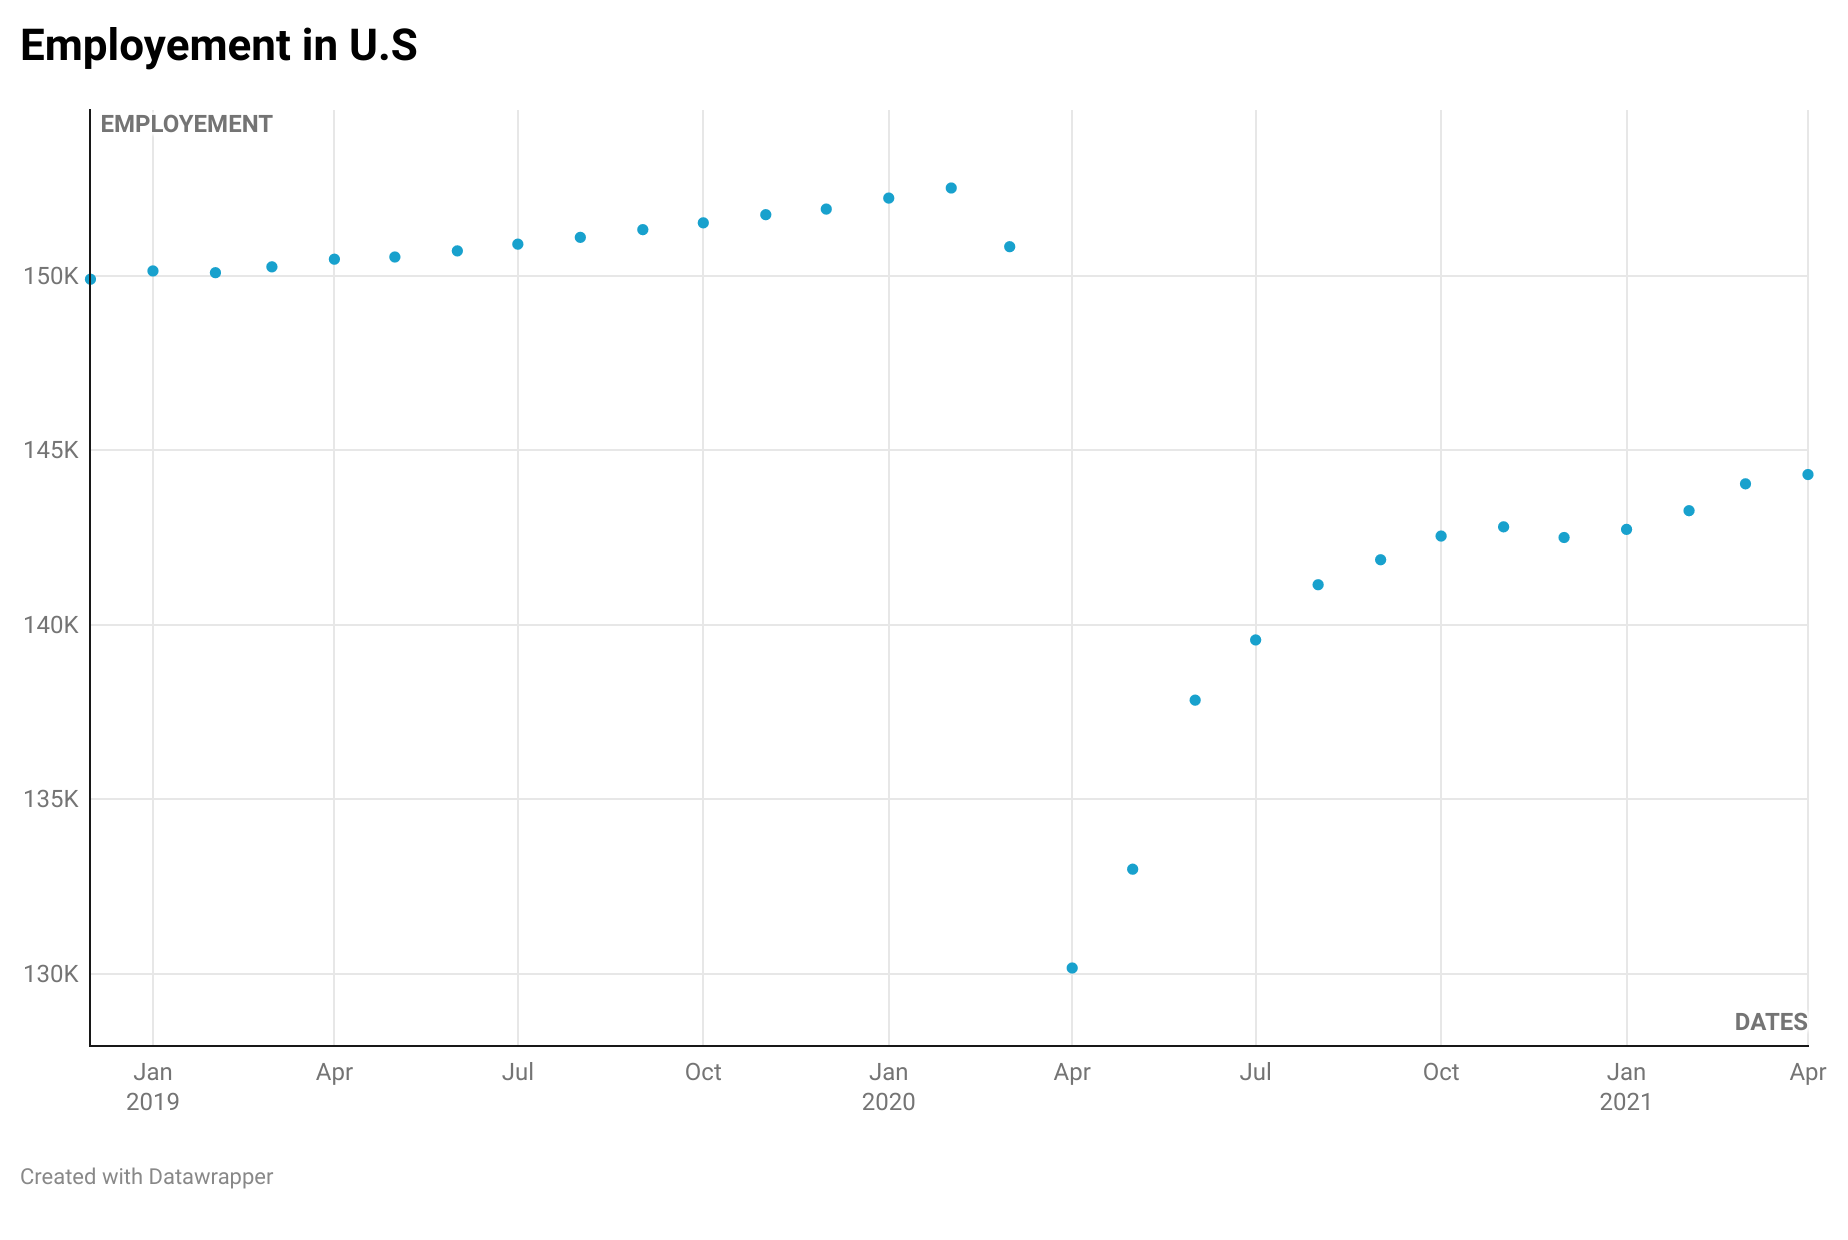 Employement in U.S
EMPLOYEMENT
150K
145K
140K
135K
130K
DATES
Jan Apr Jul Oct Jan Apr Jul Oct Jan Apr
2019 2020 2021
Created with Datawrapper